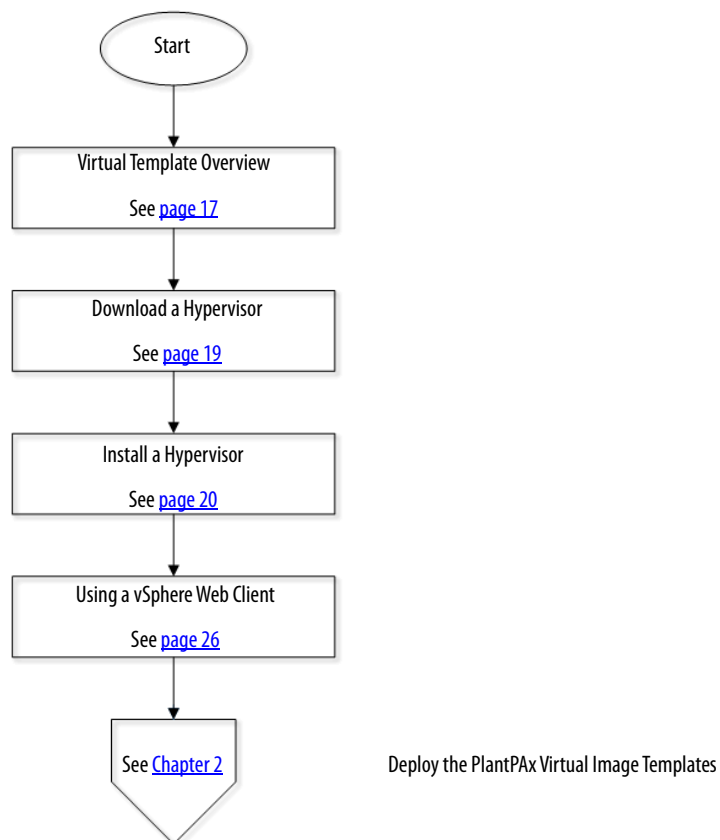 Start
Virtual Template Overview
See page 17
Download a Hypervisor
See page 19
Install a Hypervisor
See page 20
Using a vSphere Web Client
See page 26
See Chapter 2
Deploy the PlantPAx Virtual Image Templates